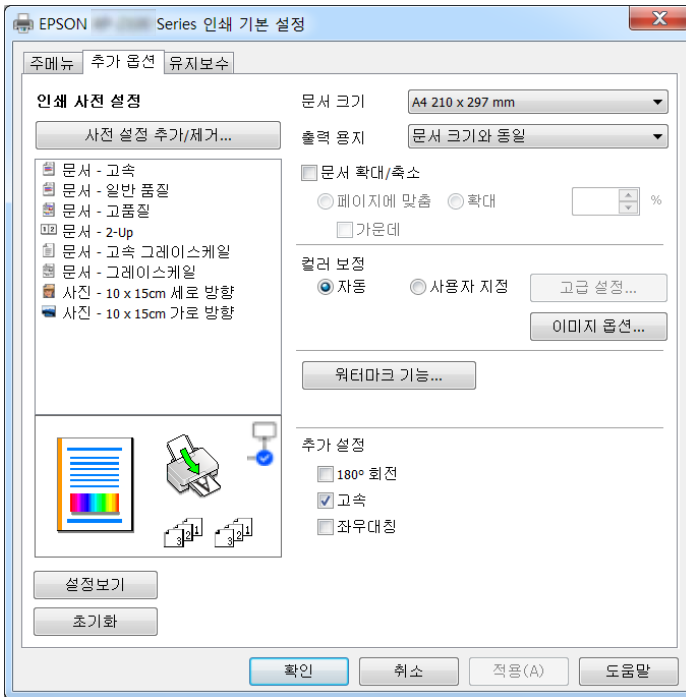 EPSON Series 인쇄 기본 설정
주메뉴 추가 옵션 유지보수
인쇄 사전 설정
사전 설정 추가/제거...
문서 - 고속
문서 - 일반 품질
문서 - 고품질
문서 - 2-Up
문서 - 고속 그레이스케일
문서 - 그레이스케일
사진 - 10 x 15cm 세로 방향
사진 - 10 x 15cm 가로 방향
설정보기
초기화
문서 크기 A4 210 x 297 mm
출력 용지 문서 크기와 동일
문서 확대/축소
페이지에 맞춤 확대 %
가운데
컬러 보정
자동 사용자 지정 고급 설정...
이미지 옵션...
워터마크 기능...
추가 설정
180° 회전
고속
좌우대칭
확인 취소 적용(A) 도움말